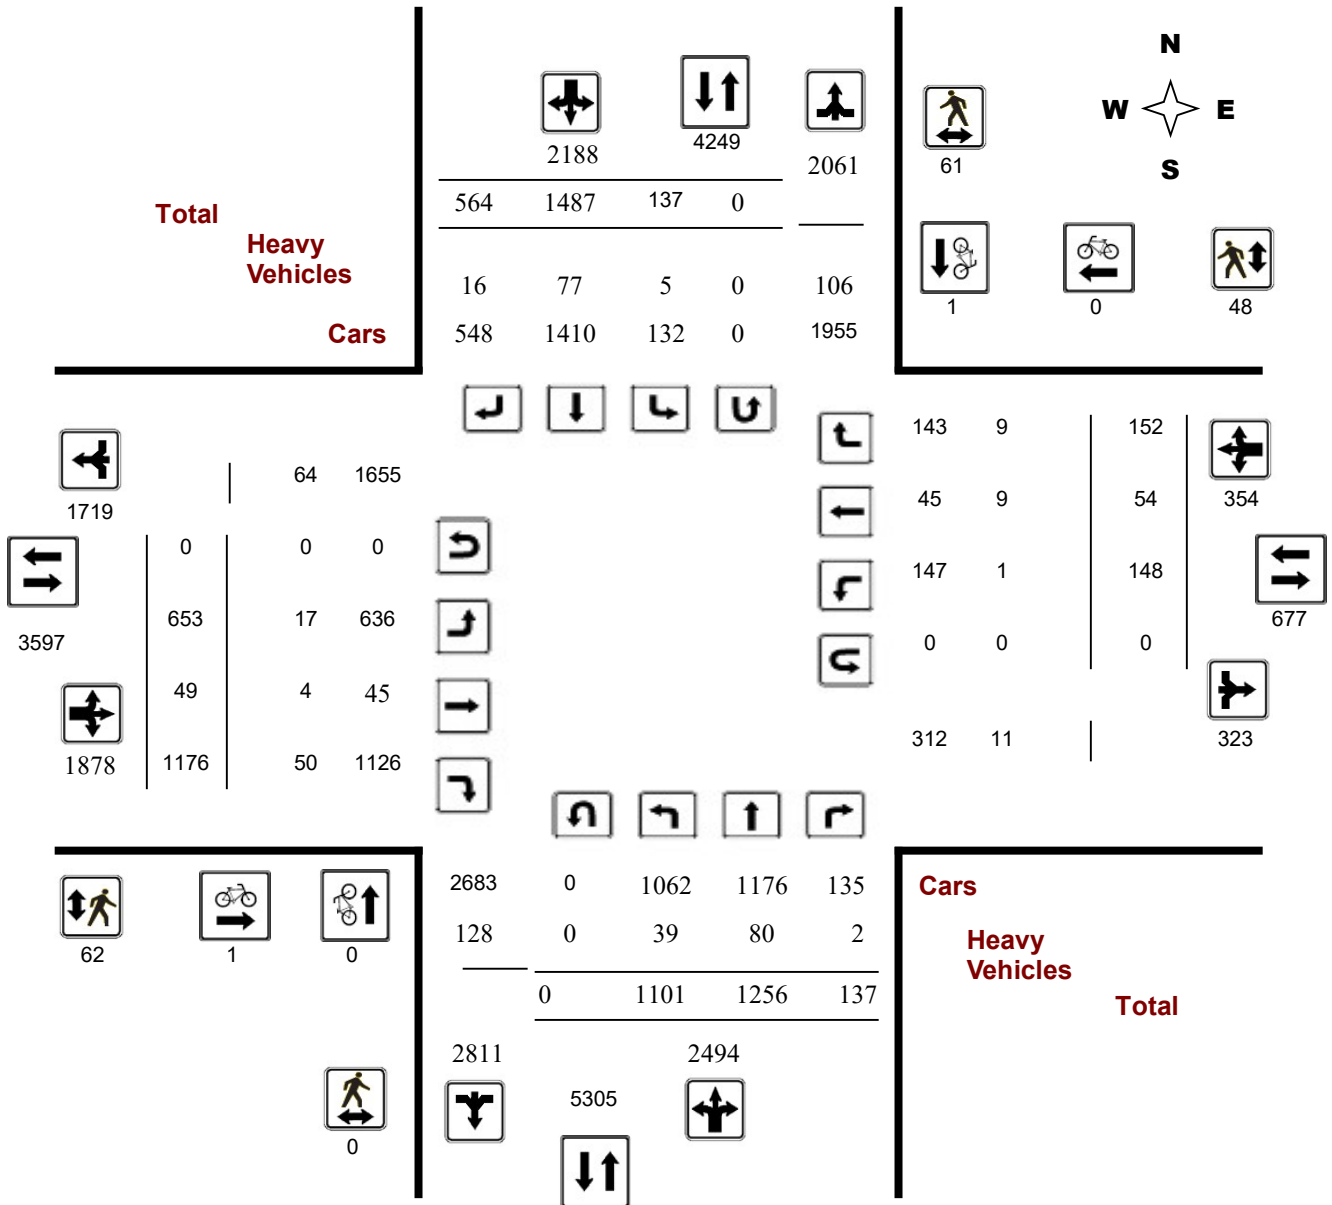 N
W E
S
2188 4249 2061 61
564 1487 137 0
Total
Heavy
Vehicles
16 77 5 0 106
1 0 48
Cars 548 1410 132 0 1955
143 9 152
64 1655
1719
45 9 54 354
0 0 0
147 1 148
653 17 636 677
3597
0 0 0
49 4 45
312 11 323
1878 1176 50 1126
2683 0 1062 1176 135 Cars
128 0 39 80 2 Heavy
Vehicles
62 1 0
0 1101 1256 137 Total
2811 2494
5305
0